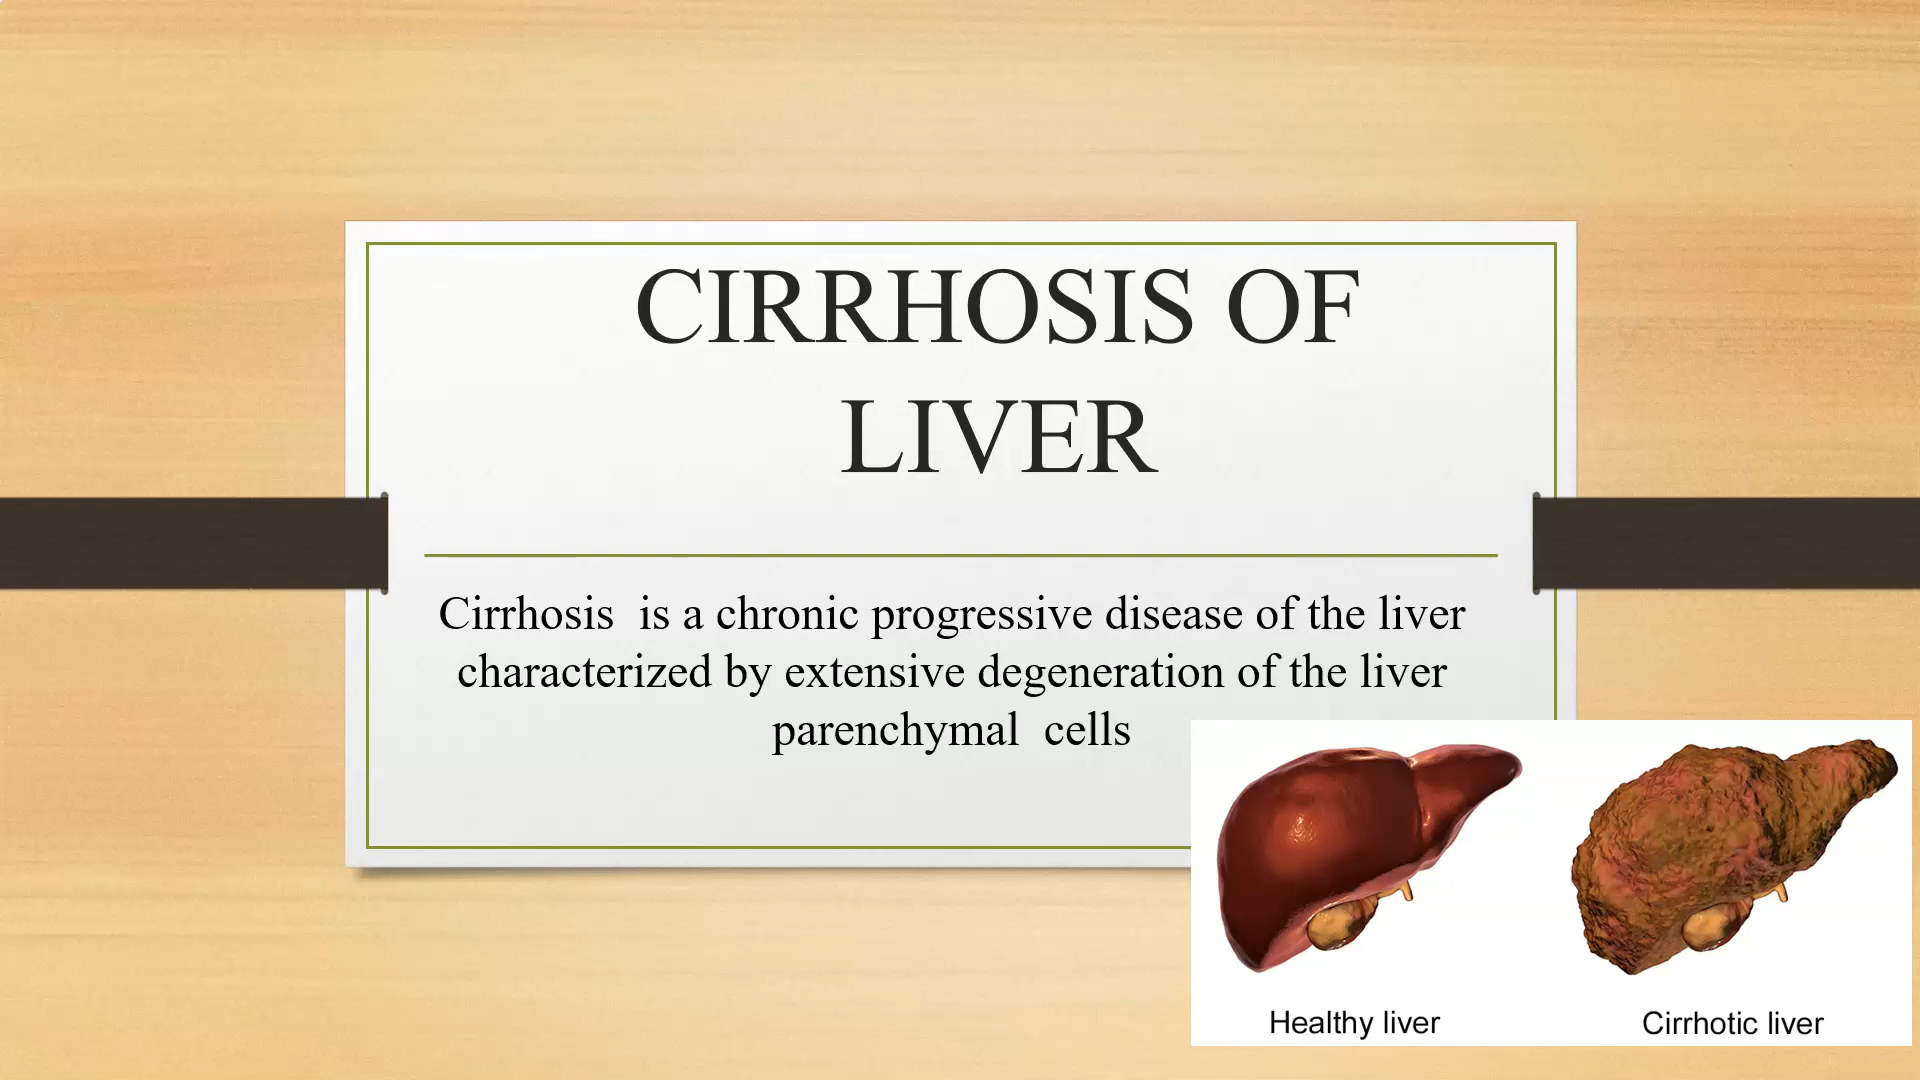 CIRRHOSIS OF
LIVER
Cirrhosis  is a chronic progressive disease of the liver
characterized by extensive degeneration of the liver
parenchymal  cells
Healthy liver
Cirrhotic liver